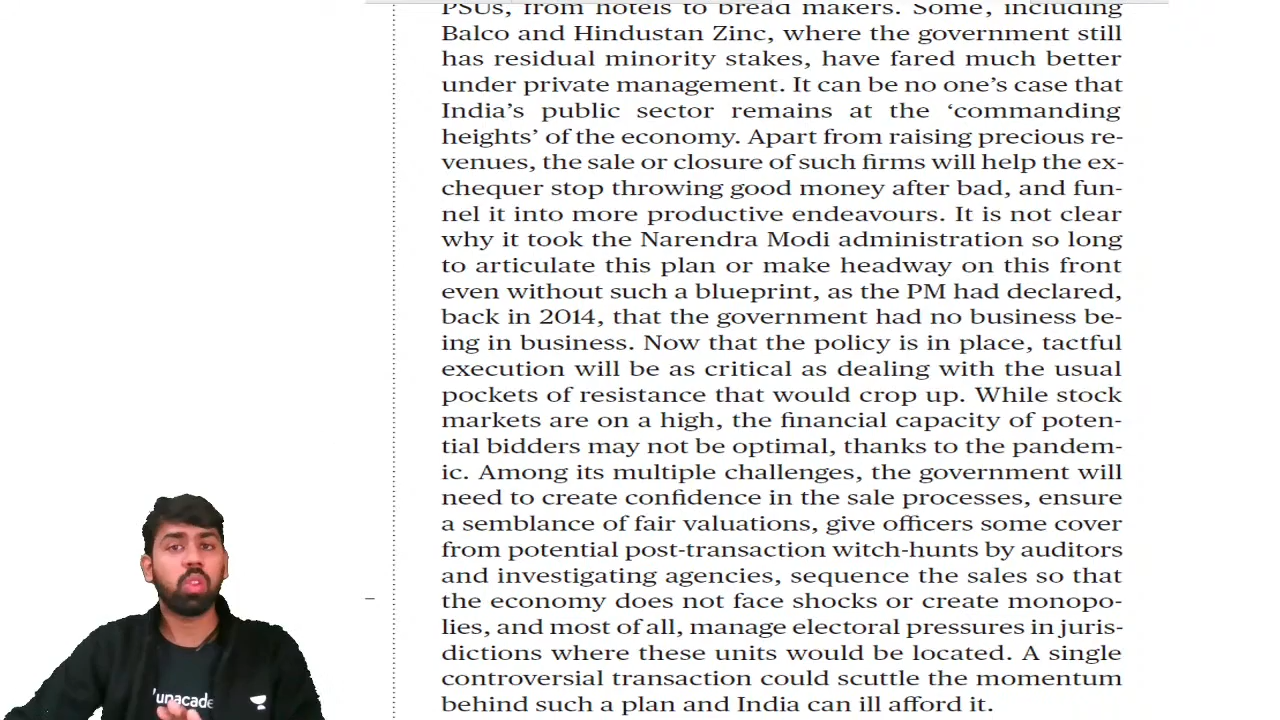 PSUs, from hotels to bread makers. Some, including
Balco and Hindustan Zinc, where the government still
has residual minority stakes, have fared much better
under private management. It can be no one’s case that
India’s public sector remains at the ‘commanding
heights’ of the economy. Apart from raising precious re-
venues, the sale or closure of such firms will help the ex-
chequer stop throwing good money after bad, and fun-
nel it into more productive endeavours. It is not clear
why it took the Narendra Modi administration so long
to articulate this plan or make headway on this front
even without such a blueprint, as the PM had declared,
back in 2014, that the government had no business be-
ing in business. Now that the policy is in place, tactful
execution will be as critical as dealing with the usual
pockets of resistance that would crop up. While stock
markets are on a high, the financial capacity of poten-
tial bidders may not be optimal, thanks to the pandem-
ic. Among its multiple challenges, the government will
need to create confidence in the sale processes, ensure
a semblance of fair valuations, give officers some cover
from potential post-transaction witch-hunts by auditors
and investigating agencies, sequence the sales so that
the economy does not face shocks or create monopo-
lies, and most of all, manage electoral pressures in juris-
dictions where these units would be located. A single
controversial transaction could scuttle the momentum
behind such a plan and India can ill afford it.